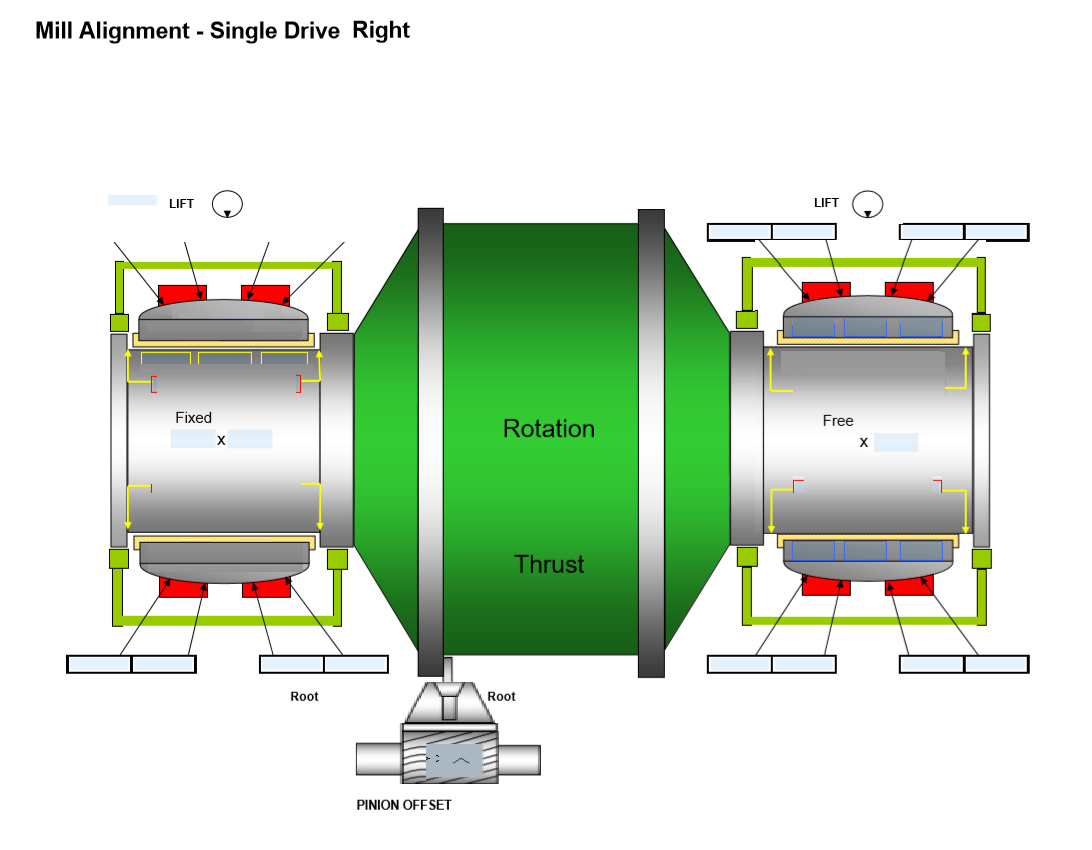 Mill Alignment - Single Drive Right
LIFT
LIFT
Fixed
x
Rotation
Free
x
Thrust
Root
Root
PINION OFFSET